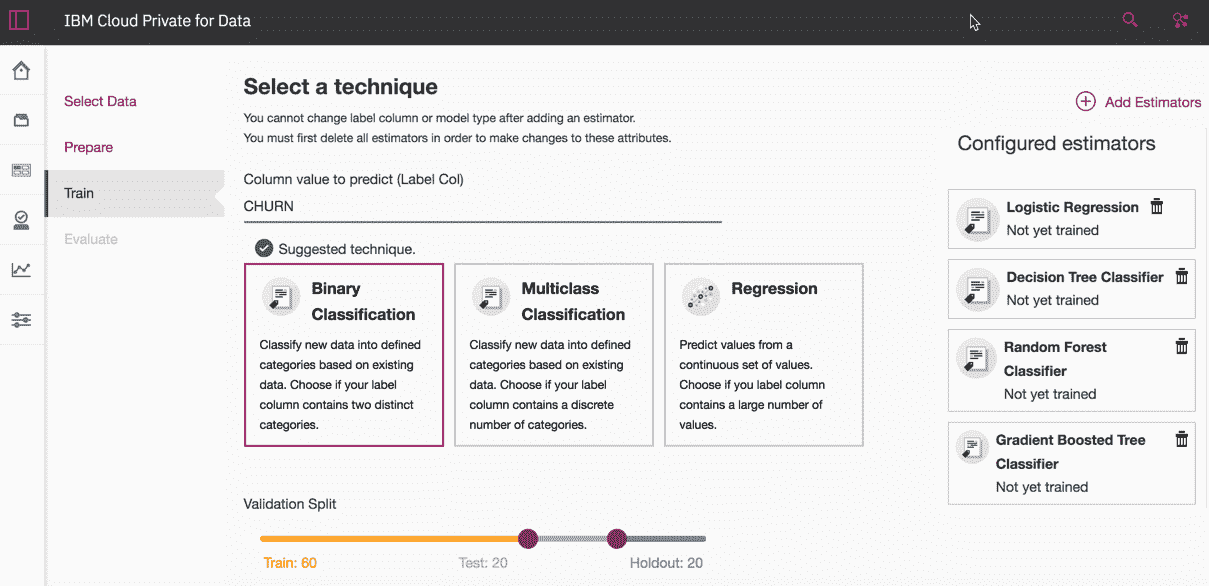 IBM Cloud Private for Data
Select Data
Prepare
Train
Evaluate
Select a technique
You cannot change label column or model type after adding an estimator.
You must first delete all estimators in order to make changes to these attributes.
Column value to predict (Label Col)
CHURN
Suggested technique.
Binary
Classification
Classify new data into defined
categories based on existing
data. Choose if your label
column contains two distinct
categories.
Multiclass
Classification
Classify new data into defined
categories based on existing
data. Choose if your label
column contains a discrete
number of categories.
Regression
Predict values from a
continuous set of values.
Choose if you label column
contains a large number of
values.
Validation Split
Train: 60
Test: 20
Holdout: 20
Add Estimators
Configured estimators
Logistic Regression
Not yet trained
Decision Tree Classifier
Not yet trained
Random Forest
Classifier
Not yet trained
Gradient Boosted Tree
Classifier
Not yet trained